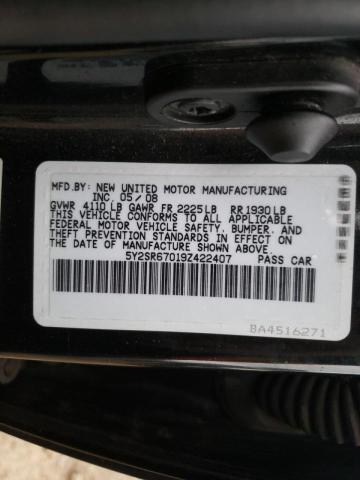 MFD.BY: NEW UNITED MOTOR MANUFACTURING
INC. 05/08
GVWR 4110 LB GAWR FR 2225LB RR 1930LB
THIS VEHICLE CONFORMS TO ALL APPLICABLE
FEDERAL MOTOR VEHICLE SAFETY, BUMPER, AND
THEFT PREVENTION STANDARDS IN EFFECT ON
THE DATE OF MANUFACTURE SHOWN ABOVE
5Y2SR67019Z422407 PASS CAR
BA4516271